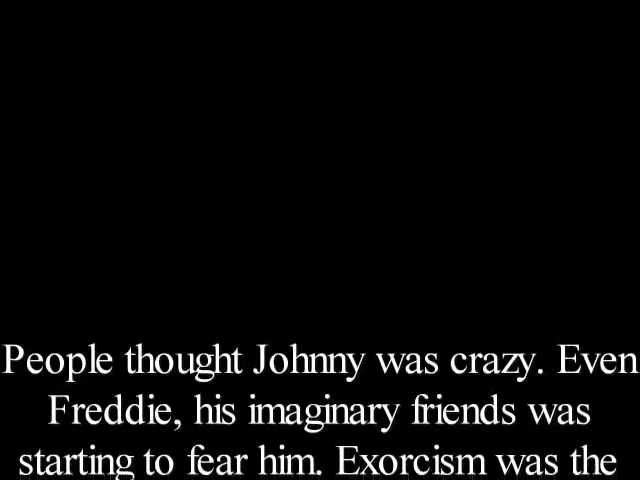 People thought Johnny was crazy. Even
Freddie, his imaginary friends was
starting to fear him. Exorcism was the